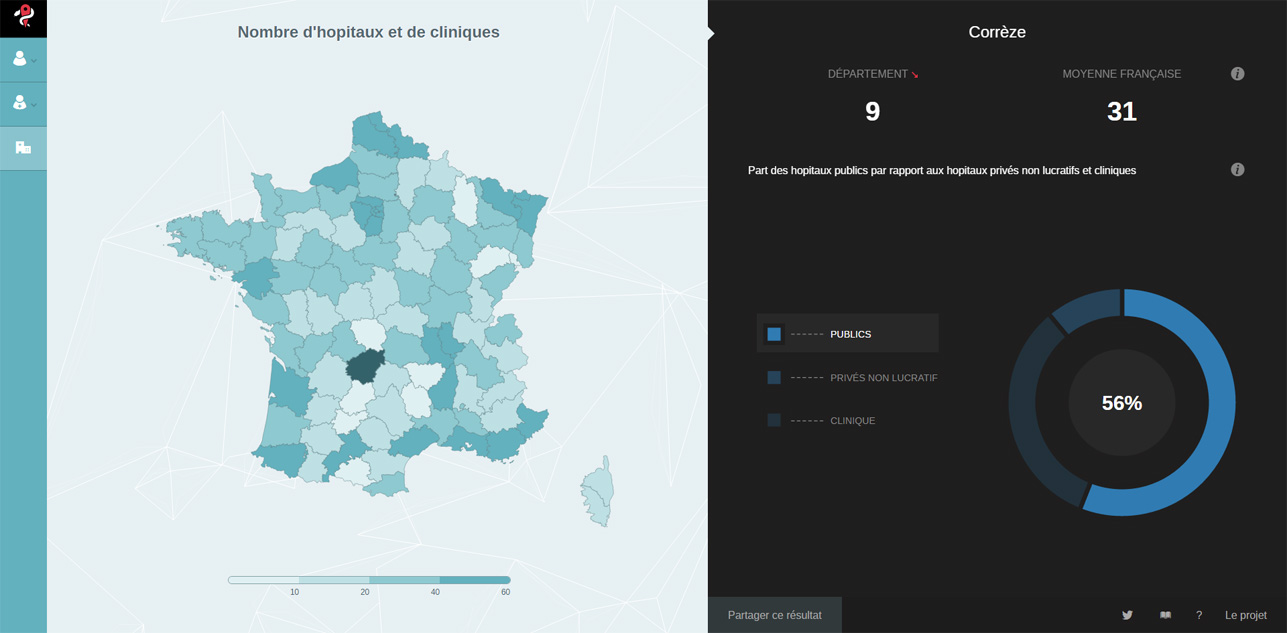 Nombre d'hopitaux et de cliniques
10 20 40 60
Corrèze
DÉPARTEMENT ↘ MOYENNE FRANÇAISE i
9 31
Part des hopitaux publics par rapport aux hopitaux privés non lucratifs et cliniques i
PUBLICS
PRIVÉS NON LUCRATIF
CLINIQUE
56%
Partager ce résultat ? Le projet